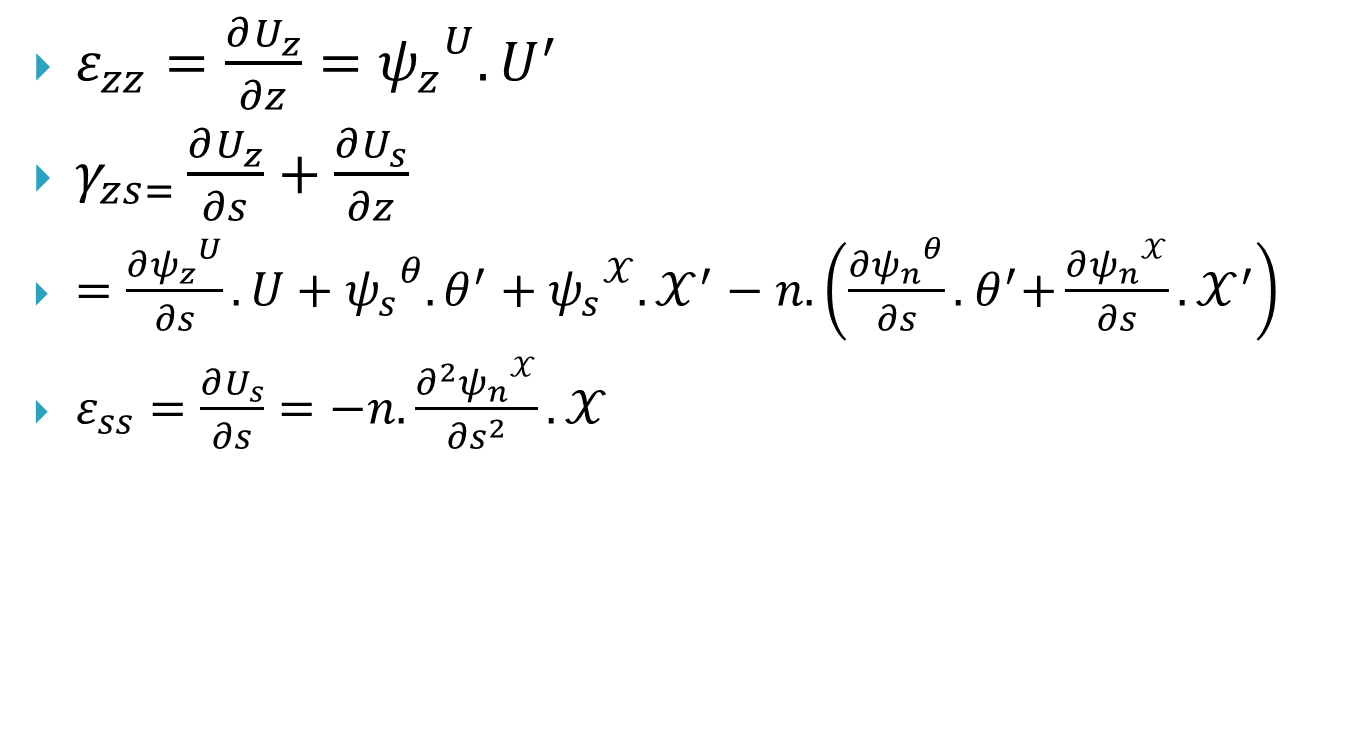 ε_zz = ∂U_z/∂z = ψ_z^U . U′
γ_zs= ∂U_z/∂s + ∂U_s/∂z
= ∂ψ_z^U/∂s . U + ψ_s^θ . θ′ + ψ_s^𝒳 . 𝒳′ − n. (∂ψ_n^θ/∂s . θ′ + ∂ψ_n^𝒳/∂s . 𝒳′)
ε_ss = ∂U_s/∂s = −n. ∂²ψ_n^𝒳/∂s² . 𝒳